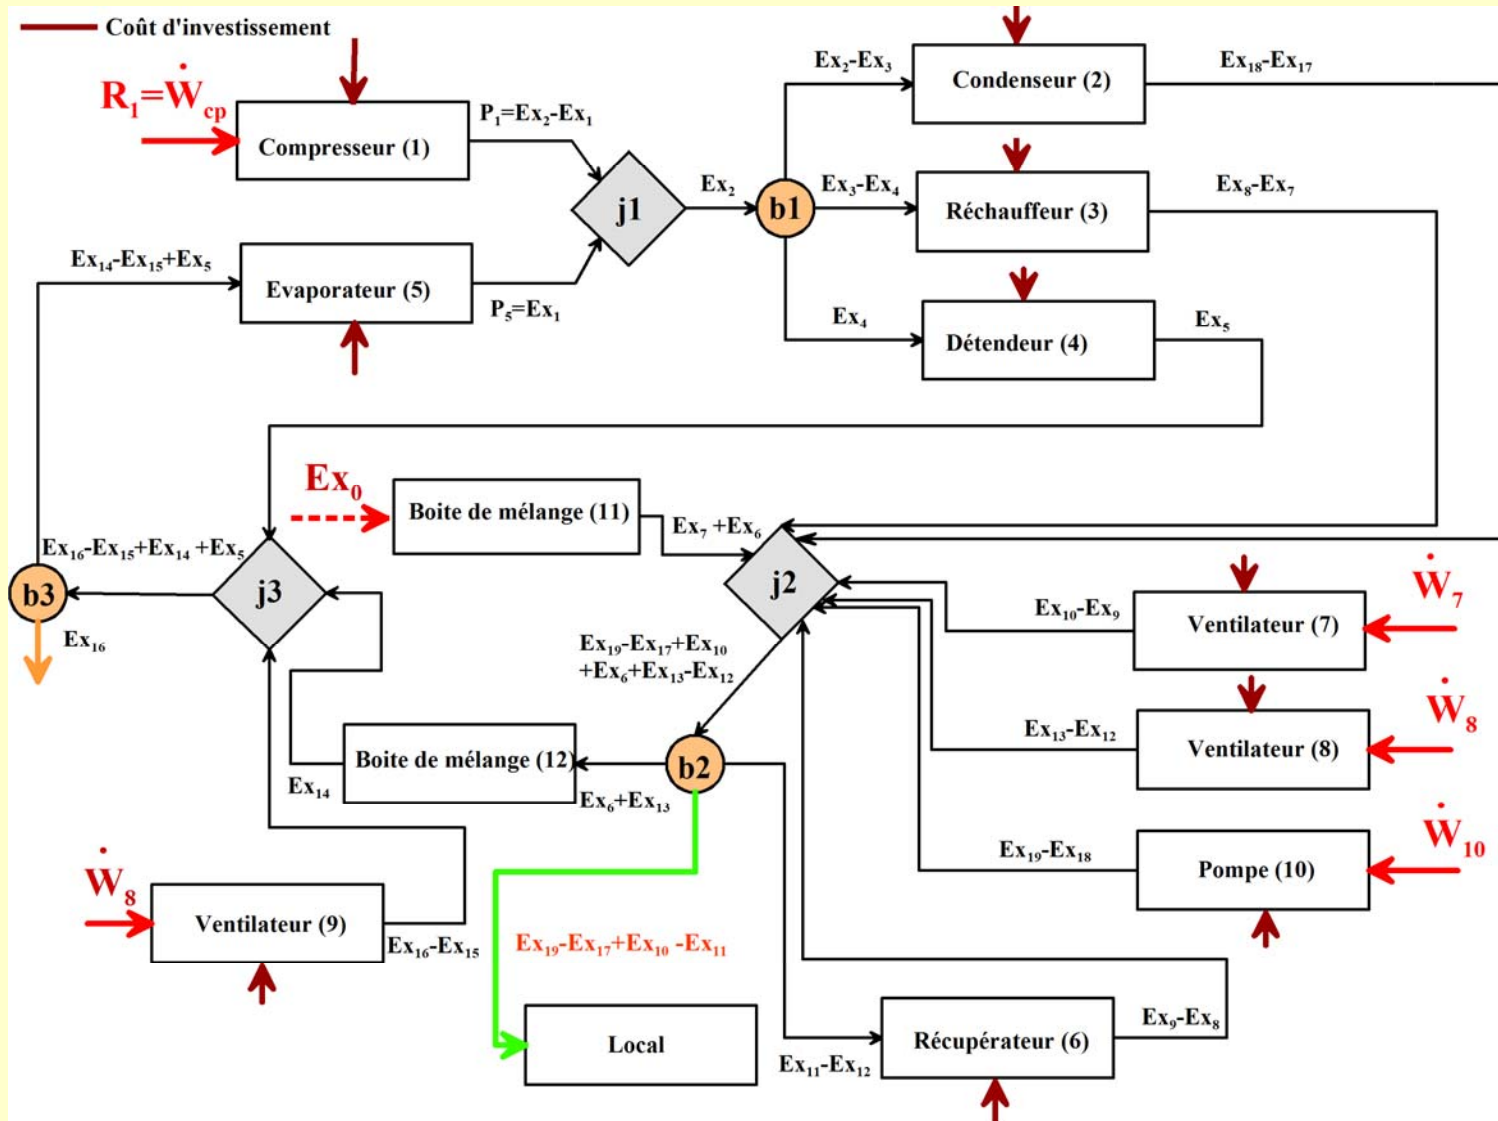 Coût d'investissement
R₁=Ẇcp
Compresseur (1)
P₁=Ex₂-Ex₁
j1
Ex₂
b1
Ex₂-Ex₃
Condenseur (2)
Ex₁₈-Ex₁₇
Ex₃-Ex₄
Réchauffeur (3)
Ex₈-Ex₇
Ex₄
Détendeur (4)
Ex₅
Ex₁₄-Ex₁₅+Ex₅
Evaporateur (5)
P₅=Ex₁
Ex₀
Boite de mélange (11)
Ex₇ +Ex₆
j2
Ex₁₆-Ex₁₅+Ex₁₄ +Ex₅
b3
j3
Ex₁₆
Ex₁₀-Ex₉
Ventilateur (7)
Ẇ₇
Ex₁₉-Ex₁₇+Ex₁₀
+Ex₆+Ex₁₃-Ex₁₂
Ex₁₃-Ex₁₂
Ventilateur (8)
Ẇ₈
Boite de mélange (12)
Ex₁₄
b2
Ex₆+Ex₁₃
Ex₁₉-Ex₁₈
Pompe (10)
Ẇ₁₀
Ẇ₈
Ventilateur (9)
Ex₁₆-Ex₁₅
Ex₁₉-Ex₁₇+Ex₁₀ -Ex₁₁
Local
Ex₁₁-Ex₁₂
Récupérateur (6)
Ex₉-Ex₈